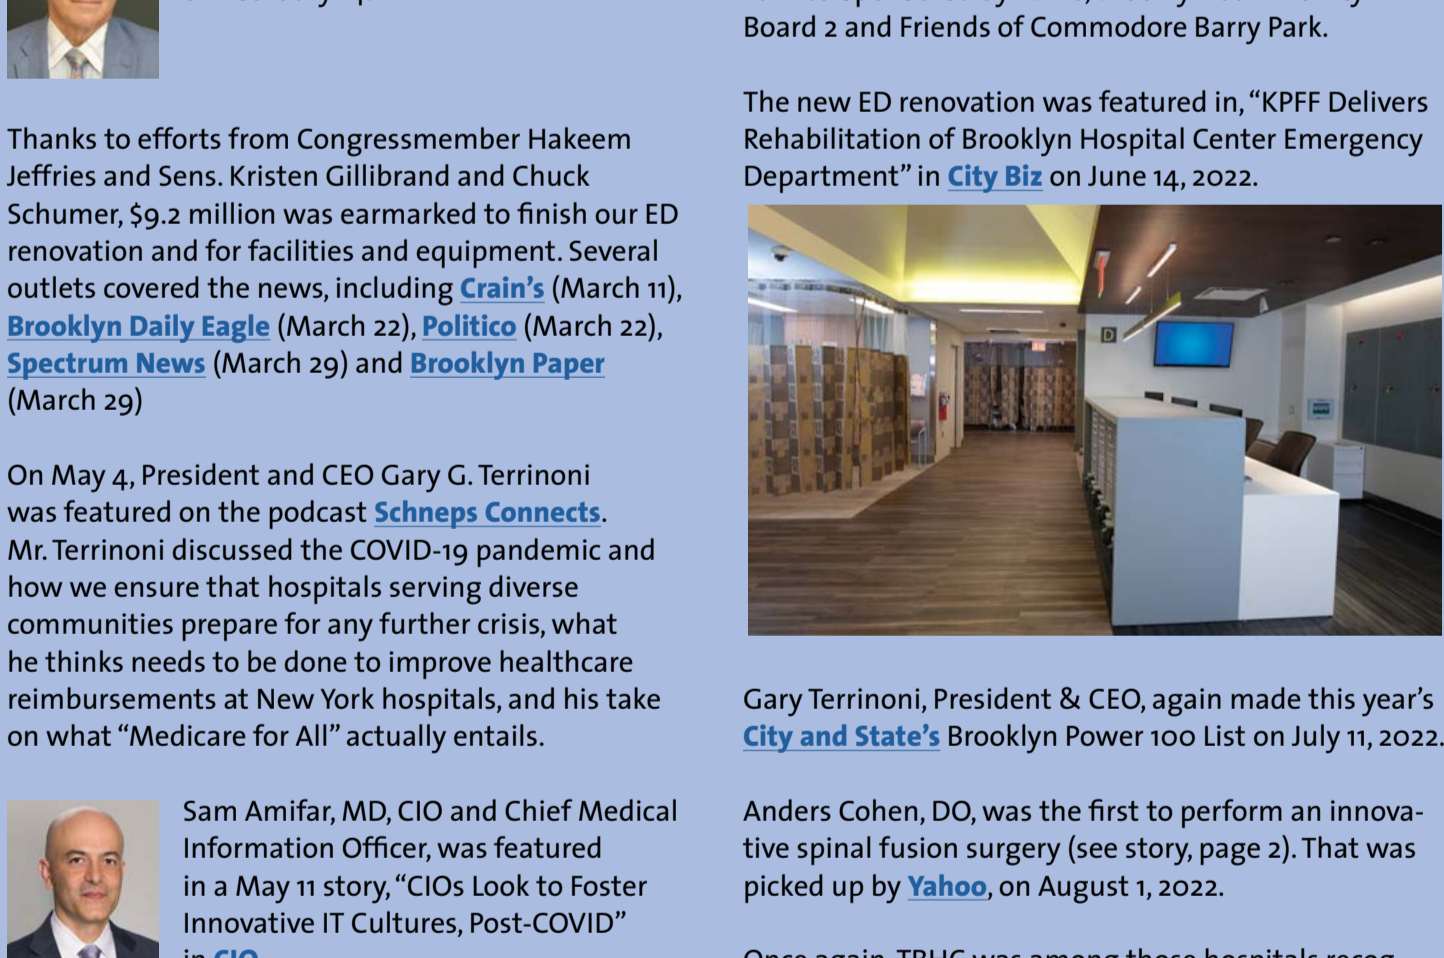 Thanks to efforts from Congressmember Hakeem
Jeffries and Sens. Kristen Gillibrand and Chuck
Schumer, $9.2 million was earmarked to finish our ED
renovation and for facilities and equipment. Several
outlets covered the news, including Crain’s (March 11),
Brooklyn Daily Eagle (March 22), Politico (March 22),
Spectrum News (March 29) and Brooklyn Paper
(March 29)
On May 4, President and CEO Gary G. Terrinoni
was featured on the podcast Schneps Connects.
Mr. Terrinoni discussed the COVID-19 pandemic and
how we ensure that hospitals serving diverse
communities prepare for any further crisis, what
he thinks needs to be done to improve healthcare
reimbursements at New York hospitals, and his take
on what “Medicare for All” actually entails.
Sam Amifar, MD, CIO and Chief Medical
Information Officer, was featured
in a May 11 story, “CIOs Look to Foster
Innovative IT Cultures, Post-COVID”
in CIO
Board 2 and Friends of Commodore Barry Park.
The new ED renovation was featured in, “KPFF Delivers
Rehabilitation of Brooklyn Hospital Center Emergency
Department” in City Biz on June 14, 2022.
D
Gary Terrinoni, President & CEO, again made this year’s
City and State’s Brooklyn Power 100 List on July 11, 2022.
Anders Cohen, DO, was the first to perform an innova-
tive spinal fusion surgery (see story, page 2). That was
picked up by Yahoo, on August 1, 2022.
Once again, TBHC was among those hospitals recog-